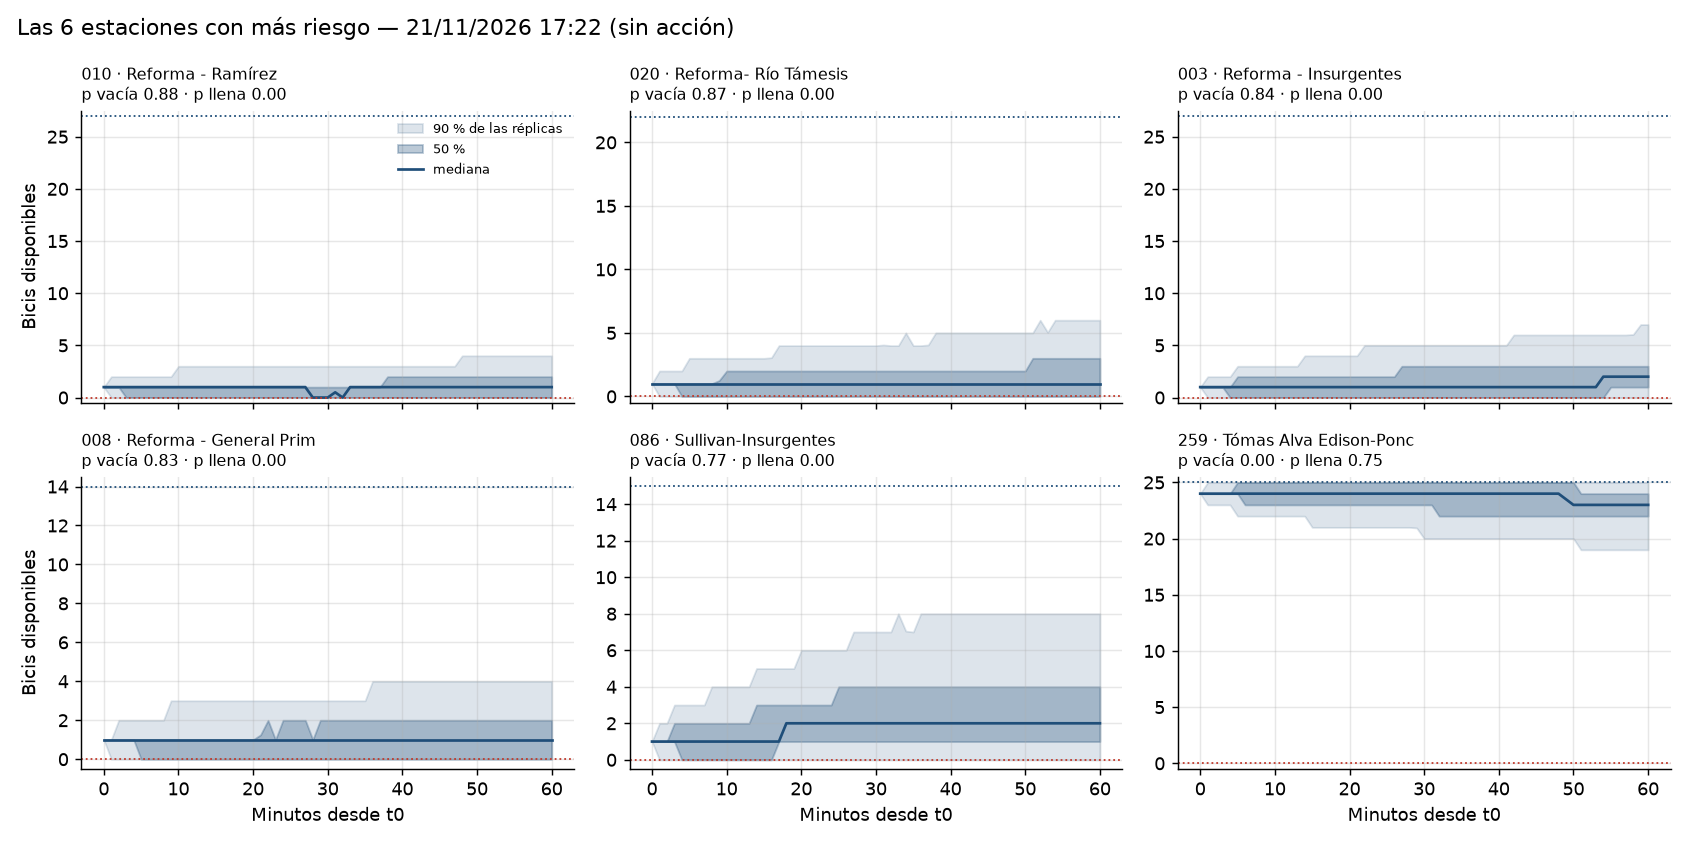 Las 6 estaciones con más riesgo — 21/11/2026 17:22 (sin acción)
010 · Reforma - Ramírez
p vacía 0.88 · p llena 0.00
90 % de las réplicas
50 %
mediana
Bicis disponibles
25
20
15
10
5
0
020 · Reforma- Río Támesis
p vacía 0.87 · p llena 0.00
20
15
10
5
0
003 · Reforma - Insurgentes
p vacía 0.84 · p llena 0.00
25
20
15
10
5
0
008 · Reforma - General Prim
p vacía 0.83 · p llena 0.00
Bicis disponibles
14
12
10
8
6
4
2
0
0 10 20 30 40 50 60
Minutos desde t0
086 · Sullivan-Insurgentes
p vacía 0.77 · p llena 0.00
14
12
10
8
6
4
2
0
0 10 20 30 40 50 60
Minutos desde t0
259 · Tómas Alva Edison-Ponc
p vacía 0.00 · p llena 0.75
25
20
15
10
5
0
0 10 20 30 40 50 60
Minutos desde t0